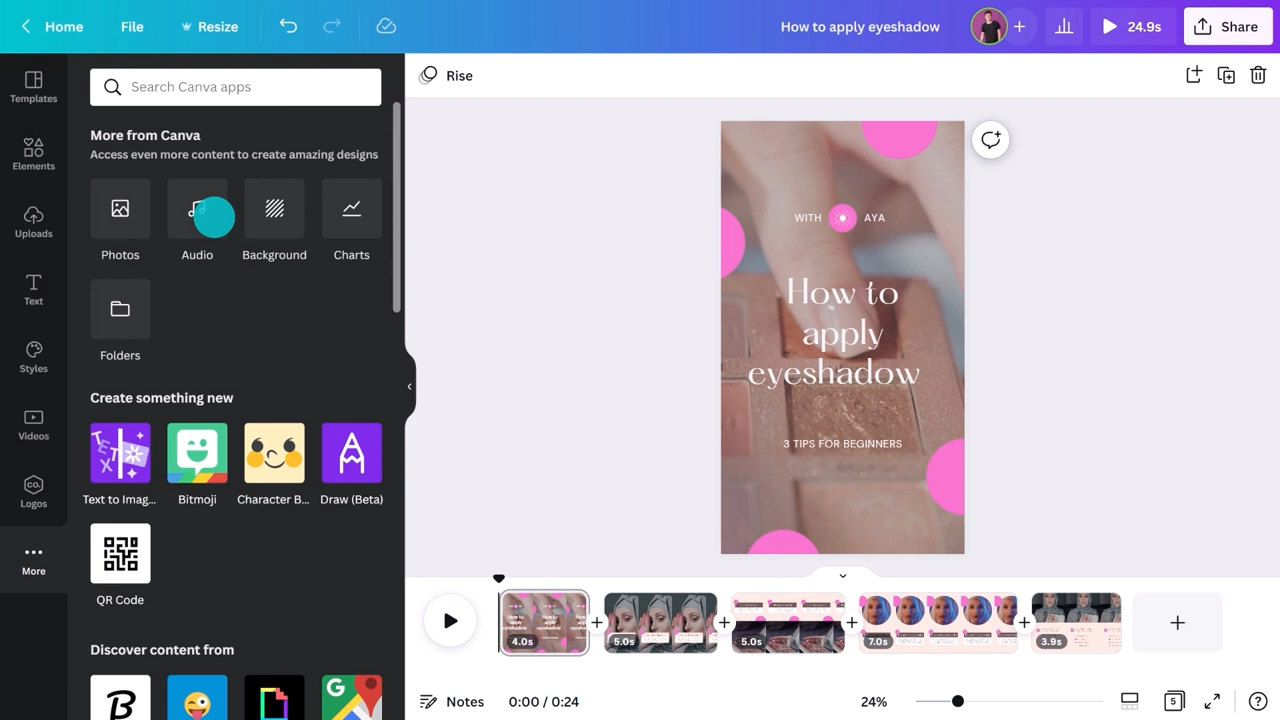 Home
File
Resize
How to apply eyeshadow
24.9s
Share
Templates
Elements
Uploads
Text
Styles
Videos
CO.
Logos
More
Search Canva apps
More from Canva
Access even more content to create amazing designs
Photos
Audio
Background
Charts
Folders
Create something new
Text to Imag...
Bitmoji
Character B...
Draw (Beta)
QR Code
Discover content from
Rise
WITH AYA
How to
apply
eyeshadow
3 TIPS FOR BEGINNERS
4.0s
5.0s
5.0s
7.0s
3.9s
Notes
0:00 / 0:24
24%
5